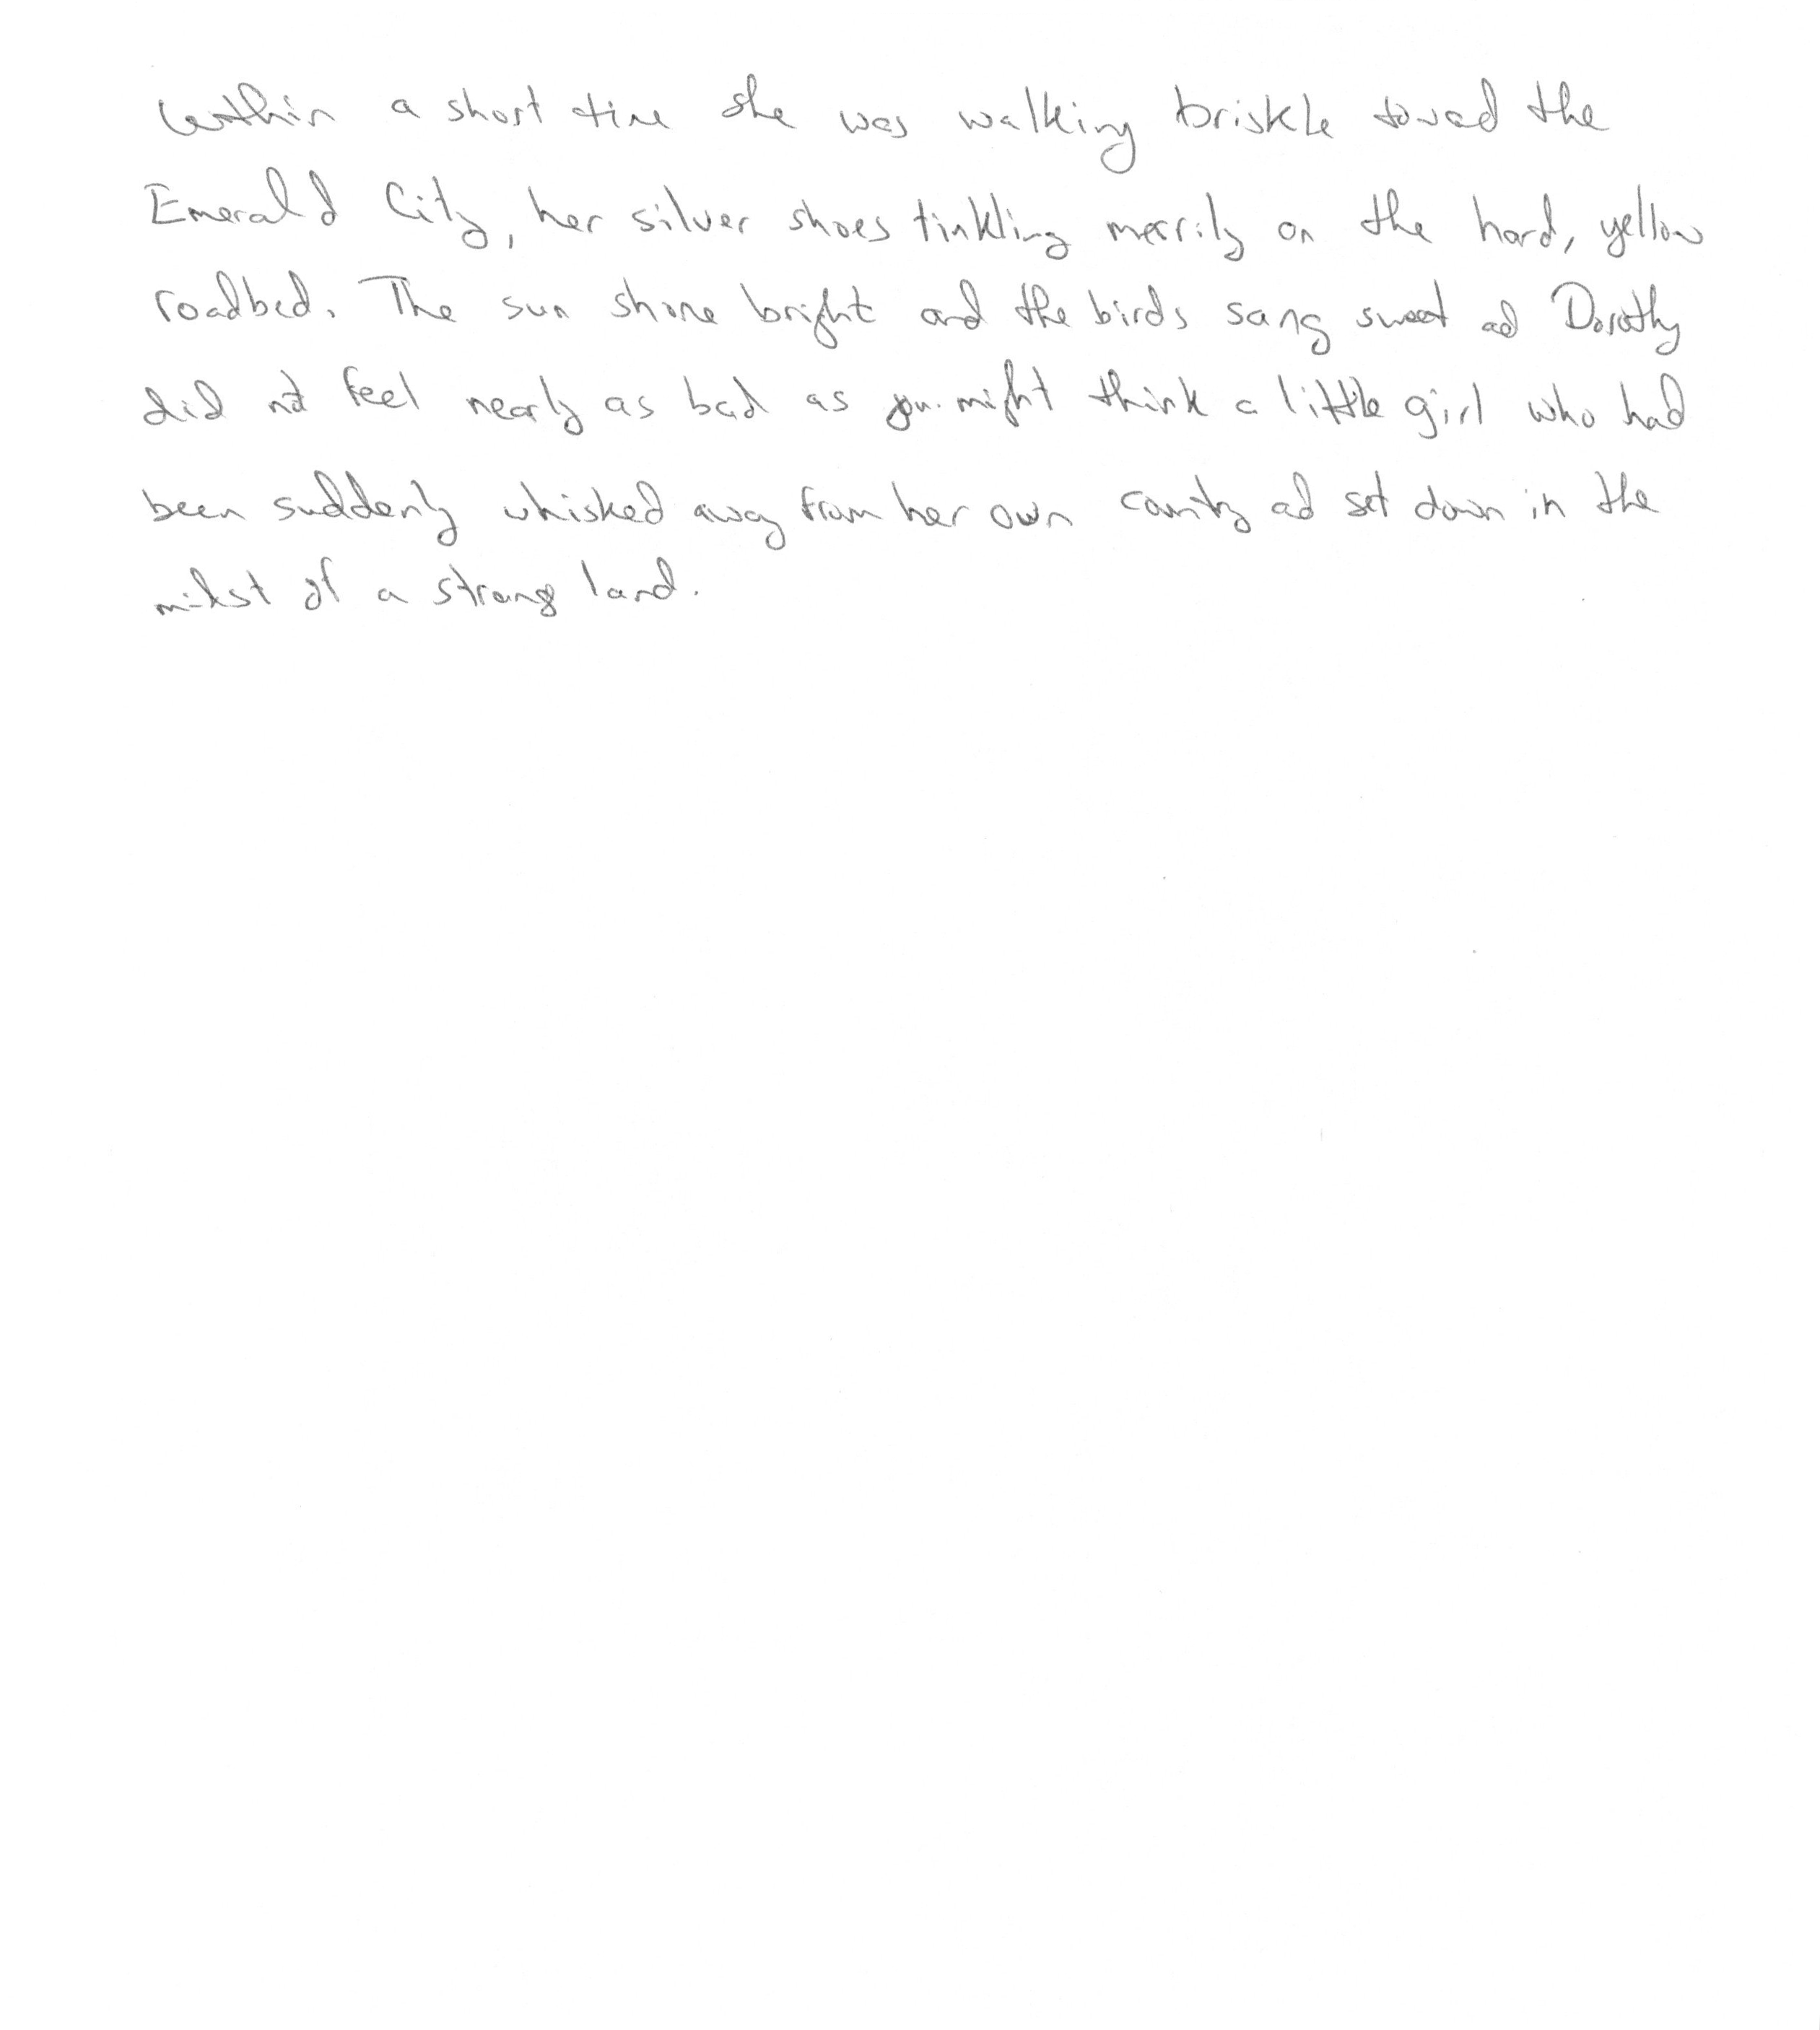 Within a short time she was walking briskle toward the
Emerald City, her silver shoes tinkling merrily on the hard, yellow
roadbed. The sun shone bright and the birds sang sweet and Dorothy
did not feel nearly as bad as you might think a little girl who had
been suddenly whisked away from her own country and set down in the
midst of a strange land.